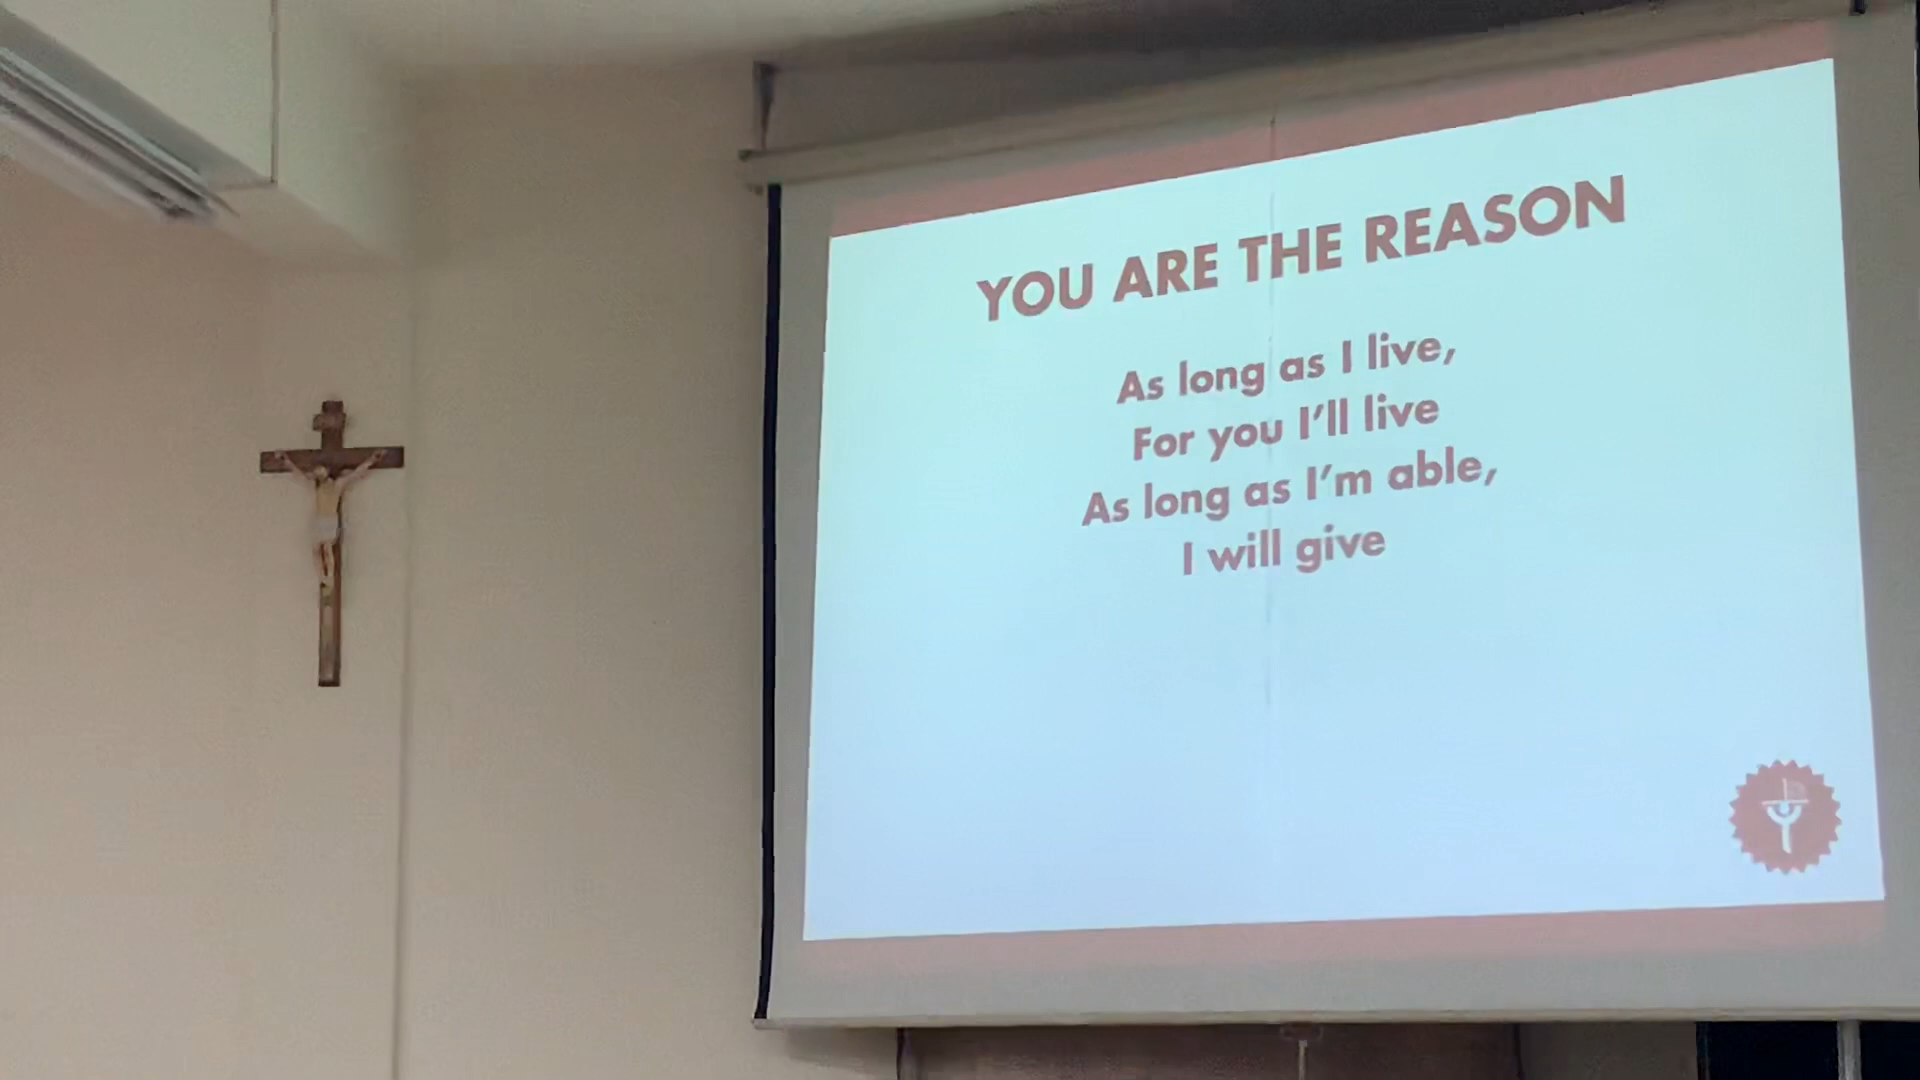 YOU ARE THE REASON
As long as I live,
For you I'll live
As long as I'm able,
I will give